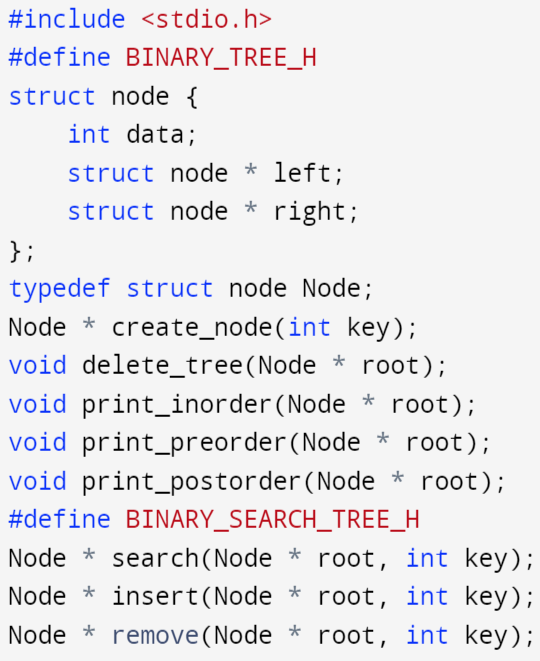 #include <stdio.h>
#define BINARY_TREE_H
struct node {
    int data;
    struct node * left;
    struct node * right;
};
typedef struct node Node;
Node * create_node(int key);
void delete_tree(Node * root);
void print_inorder(Node * root);
void print_preorder(Node * root);
void print_postorder(Node * root);
#define BINARY_SEARCH_TREE_H
Node * search(Node * root, int key);
Node * insert(Node * root, int key);
Node * remove(Node * root, int key);